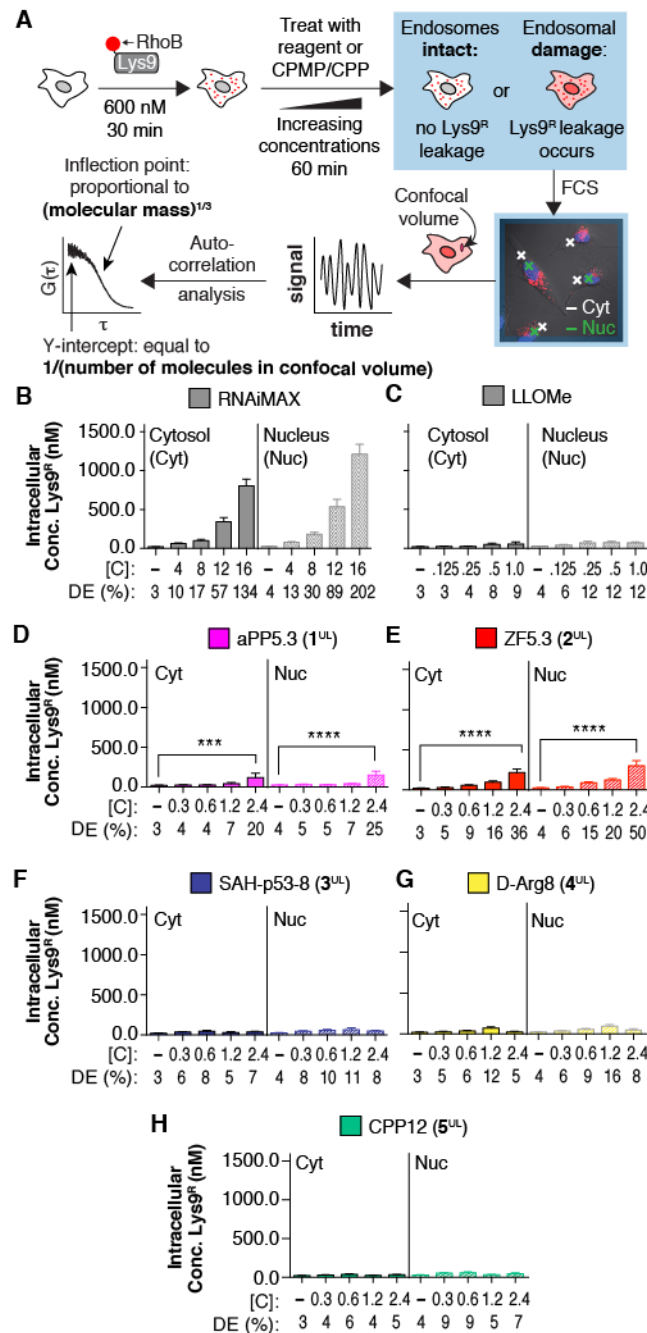 A
RhoB
Lys9
600 nM
30 min
Treat with
reagent or
CPMP/CPP
Increasing
concentrations
60 min
Endosomes
intact:
or
Endosomal
damage:
no Lys9ᴿ
leakage
Lys9ᴿ leakage
occurs
FCS
Inflection point:
proportional to
(molecular mass)¹ᐟ³
G(τ)
τ
Auto-
correlation
analysis
signal
time
Confocal
volume
– Cyt
– Nuc
Y-intercept: equal to
1/(number of molecules in confocal volume)
B
RNAiMAX
Intracellular
Conc. Lys9ᴿ (nM)
1500.0
1000.0
500.0
0.0
Cytosol
(Cyt)
Nucleus
(Nuc)
[C]: – 4 8 12 16 – 4 8 12 16
DE (%): 3 10 17 57 134 4 13 30 89 202
C
LLOMe
Cytosol
(Cyt)
Nucleus
(Nuc)
– .125 .25 .5 1.0 – .125 .25 .5 1.0
3 3 4 8 9 4 6 12 12 12
D
aPP5.3 (1ᵁᴸ)
Intracellular
Conc. Lys9ᴿ (nM)
1500.0
1000.0
500.0
0.0
Cyt
Nuc
***
****
[C]: – 0.3 0.6 1.2 2.4 – 0.3 0.6 1.2 2.4
DE (%): 3 4 4 7 20 4 5 5 7 25
E
ZF5.3 (2ᵁᴸ)
Cyt
Nuc
****
****
– 0.3 0.6 1.2 2.4 – 0.3 0.6 1.2 2.4
3 5 9 16 36 4 6 15 20 50
F
SAH-p53-8 (3ᵁᴸ)
Intracellular
Conc. Lys9ᴿ (nM)
1500.0
1000.0
500.0
0.0
Cyt
Nuc
[C]: – 0.3 0.6 1.2 2.4 – 0.3 0.6 1.2 2.4
DE (%): 3 6 8 5 7 4 8 10 11 8
G
D-Arg8 (4ᵁᴸ)
Cyt
Nuc
– 0.3 0.6 1.2 2.4 – 0.3 0.6 1.2 2.4
3 5 6 12 5 4 6 9 16 8
H
CPP12 (5ᵁᴸ)
Intracellular
Conc. Lys9ᴿ (nM)
1500.0
1000.0
500.0
0.0
Cyt
Nuc
[C]: – 0.3 0.6 1.2 2.4 – 0.3 0.6 1.2 2.4
DE (%): 3 4 6 4 5 4 9 9 5 7